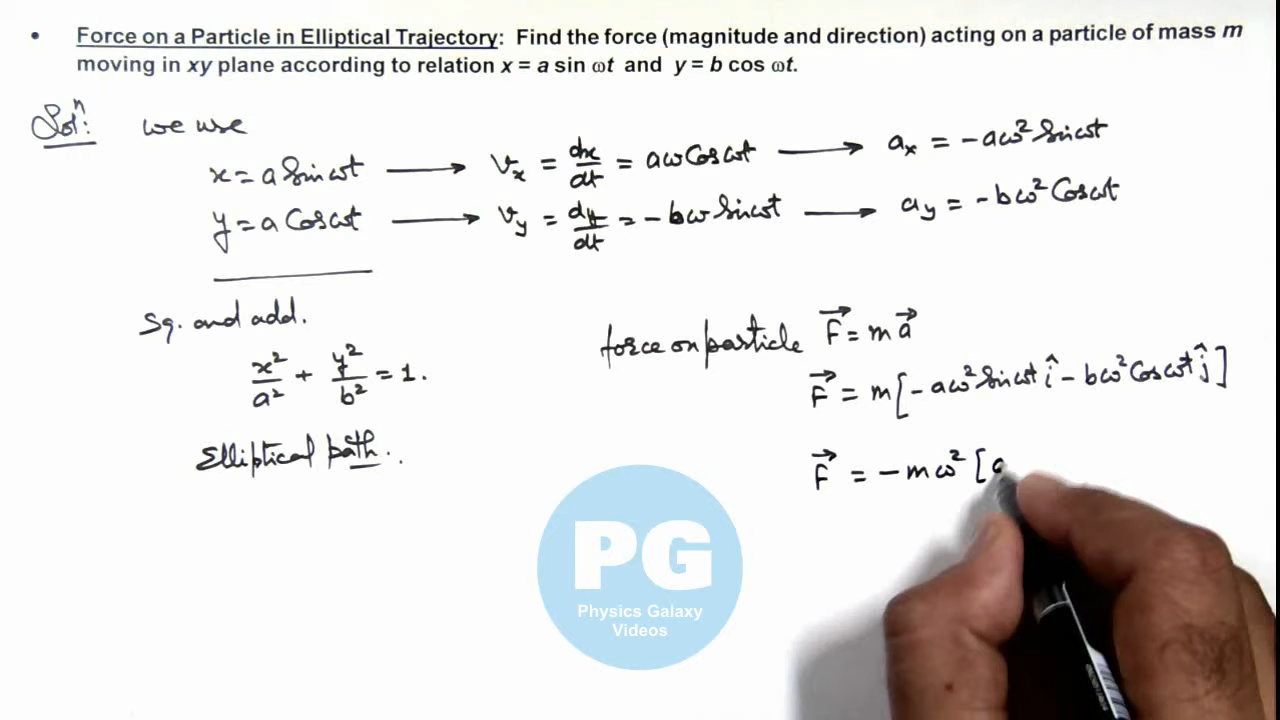 • Force on a Particle in Elliptical Trajectory: Find the force (magnitude and direction) acting on a particle of mass m
moving in xy plane according to relation x = a sin ωt and y = b cos ωt.
Solⁿ: we use
x = a Sin ωt ⟶ vₓ = dx/dt = aω Cos ωt ⟶ aₓ = -aω² Sin ωt
y = a Cos ωt ⟶ v_y = dy/dt = -bω Sin ωt ⟶ a_y = -bω² Cos ωt
Sq. and add.
x²/a² + y²/b² = 1.
Elliptical path..
force on particle F⃗ = m a⃗
F⃗ = m[-aω² Sin ωt î - bω² Cos ωt ĵ]
F⃗ = -mω² [a
PG
Physics Galaxy
Videos